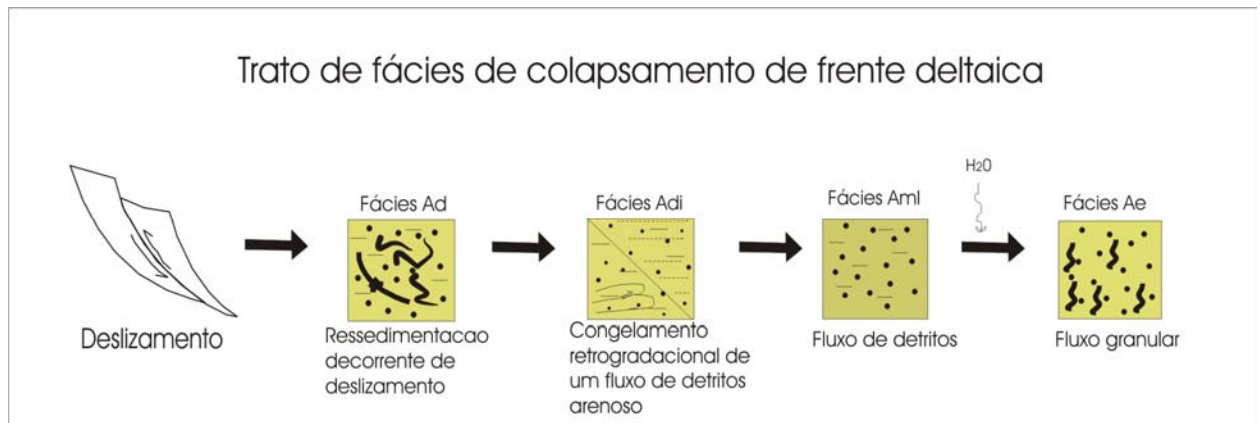 Trato de fácies de colapsamento de frente deltaica
Deslizamento
Fácies Ad
Ressedimentacao
decorrente de
deslizamento
Fácies Adi
Congelamento
retrogradacional de
um fluxo de detritos
arenoso
Fácies Aml
Fluxo de detritos
H20
Fácies Ae
Fluxo granular